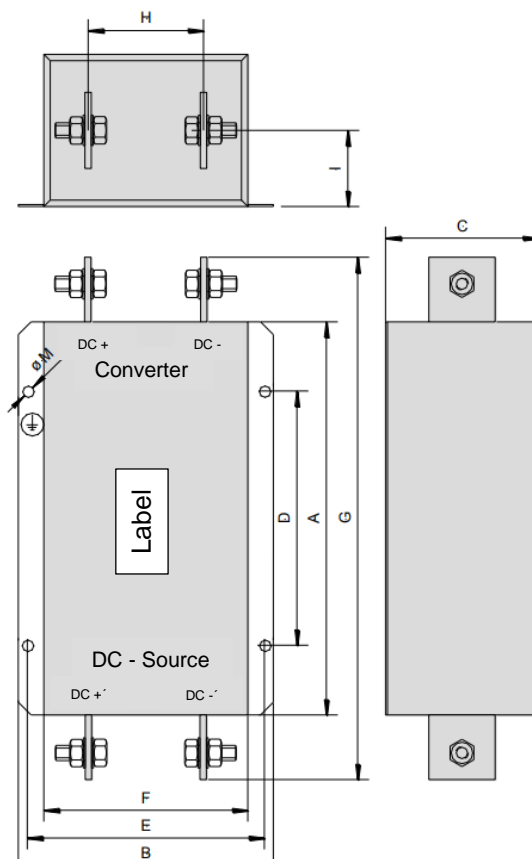 H
I
C
DC + DC -
Converter
øM
Label
D
A
G
DC - Source
DC +´ DC -´
F
E
B